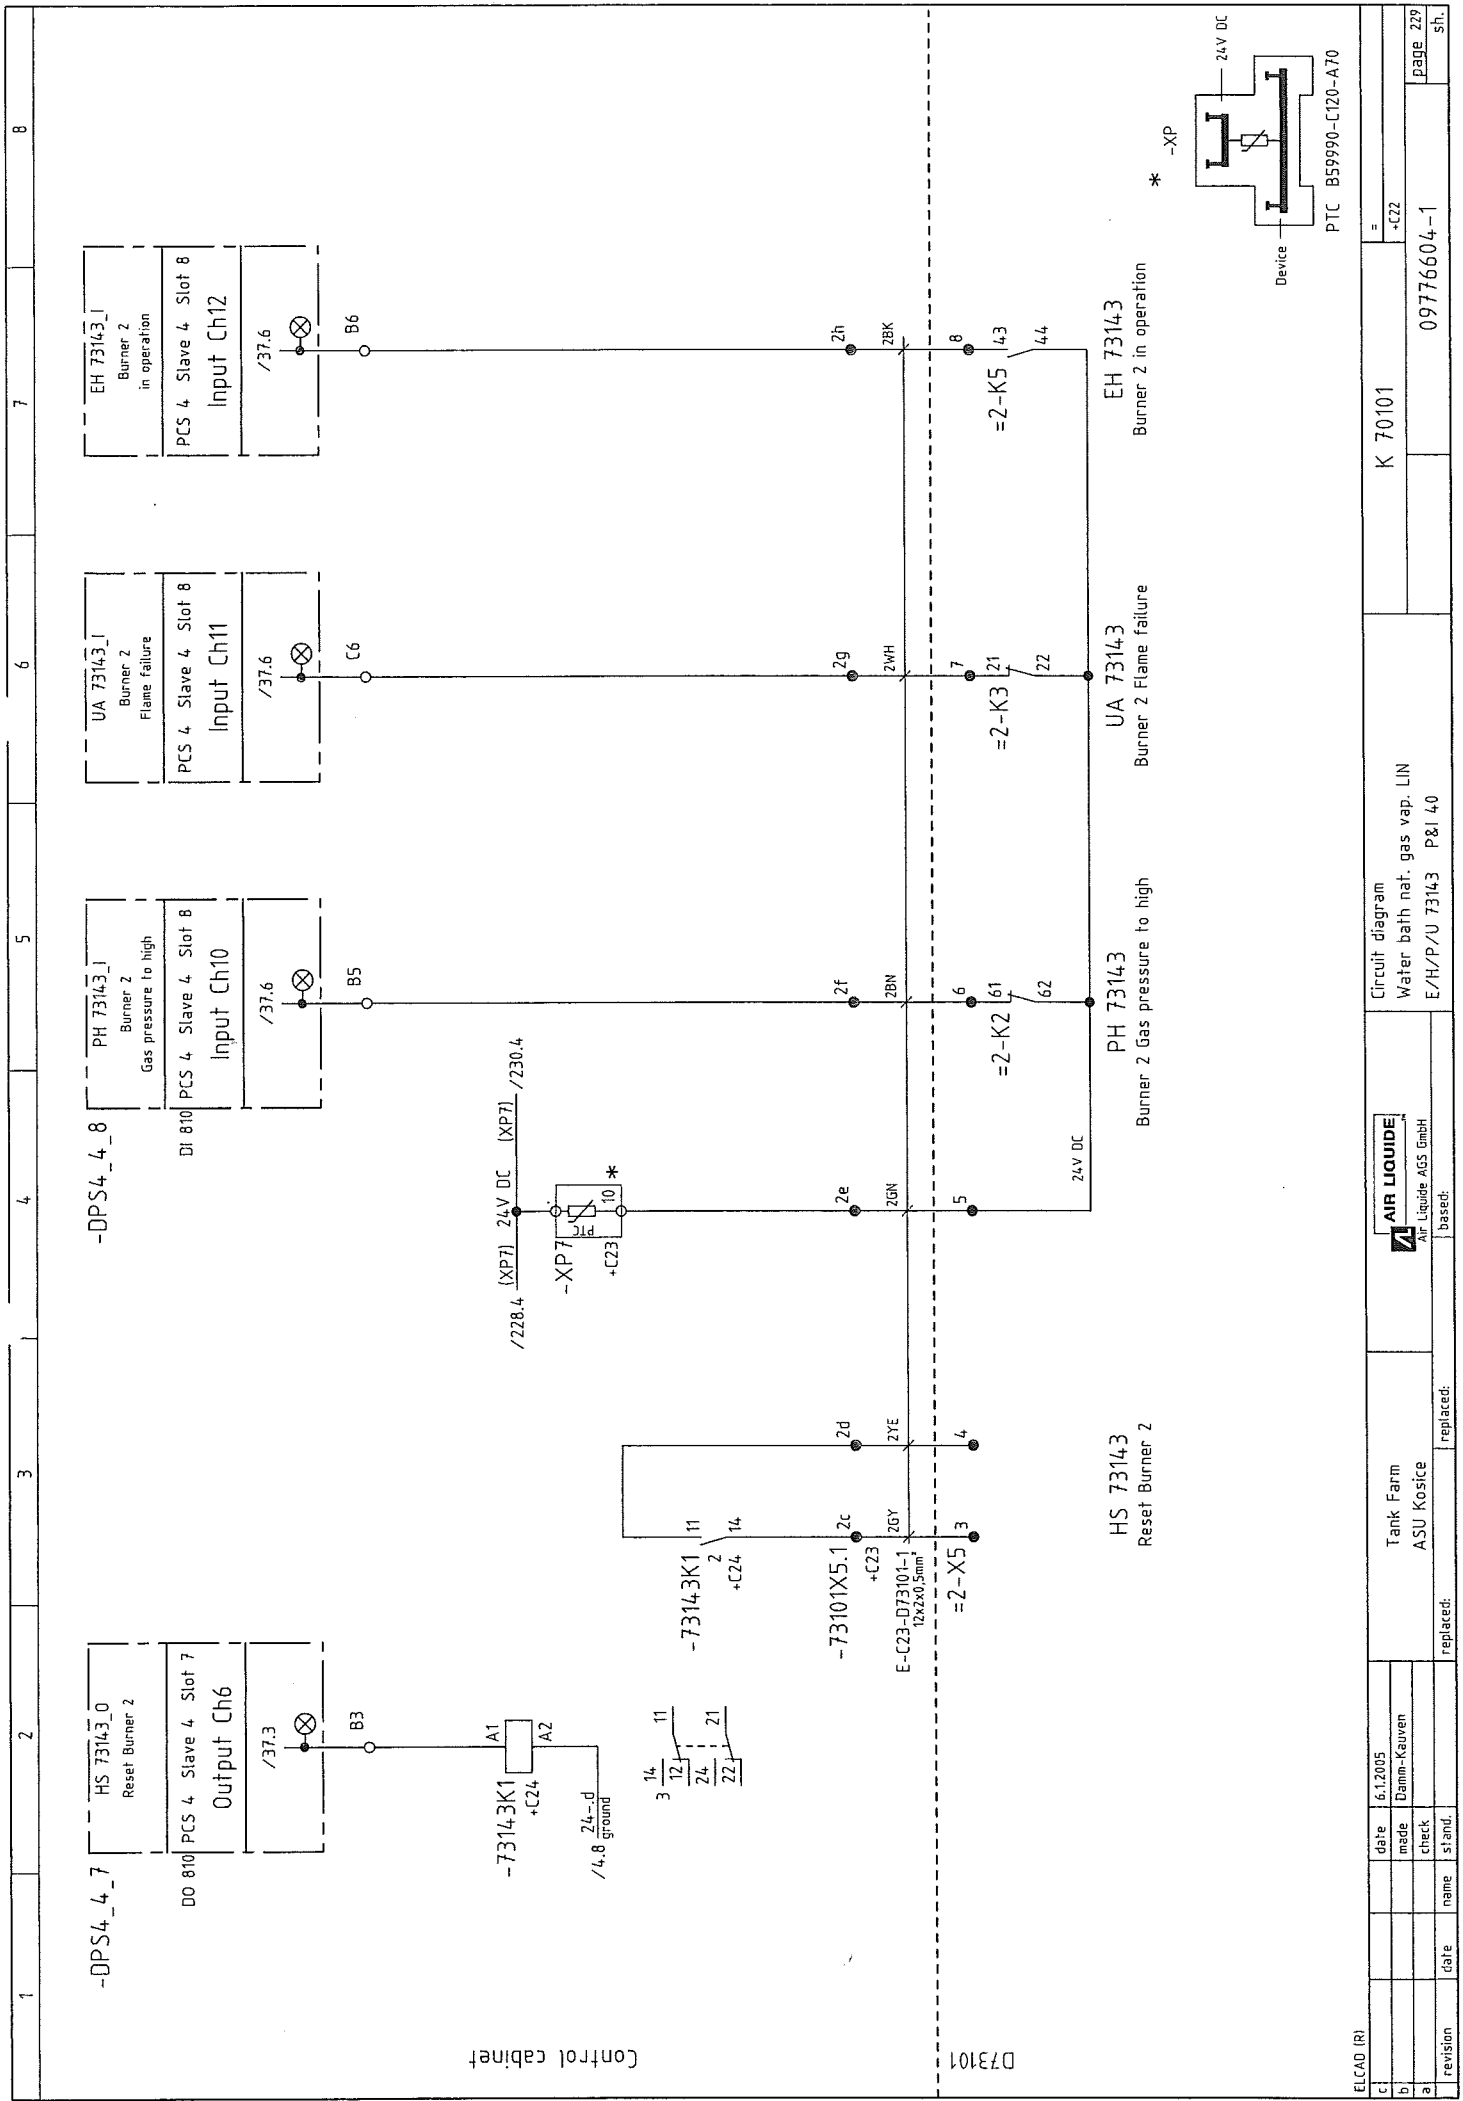 1 2 3 4 5 6 7 8
-DPS4_4_7
HS 73143_O
Reset Burner 2
DO 810 PCS 4 Slave 4 Slot 7
Output Ch6
/37.3
B3
-DPS4_4_8
DI 810
PH 73143_I
Burner 2
Gas pressure to high
PCS 4 Slave 4 Slot 8
Input Ch10
/37.6
B5
UA 73143_I
Burner 2
Flame failure
PCS 4 Slave 4 Slot 8
Input Ch11
/37.6
C6
EH 73143_I
Burner 2
in operation
PCS 4 Slave 4 Slot 8
Input Ch12
/37.6
B6
Control cabinet
-73143K1
+C24
A1
A2
/4.8
24-.d
ground
3
14
12
24
22
11
21
-73143K1
2
+C24
11
14
/228.4 (XP7) 24V DC (XP7) /230.4
-XP7
+C23
PTC
10
*
-73101X5.1
+C23
2c
2d
2e
2f
2g
2h
E-C23-D73101-1
12x2x0,5mm²
2GY
2YE
2GN
2BN
2WH
2BK
D73101
=2-X5
3
4
5
6
7
8
=2-K2
61
62
=2-K3
21
22
=2-K5
43
44
24V DC
HS 73143
Reset Burner 2
PH 73143
Burner 2 Gas pressure to high
UA 73143
Burner 2 Flame failure
EH 73143
Burner 2 in operation
* -XP
24V DC
Device
PTC B59990-C120-A70
ELCAD (R)
c
b
a
revision
date
name
date
6.1.2005
made
Damm-Kauven
check
stand.
Tank Farm
ASU Kosice
replaced:
replaced:
AIR LIQUIDE
Air Liquide AGS GmbH
based:
Circuit diagram
Water bath nat. gas vap. LIN
E/H/P/U 73143 P&I 40
K 70101
=
+C22
09776604-1
page 229
sh.